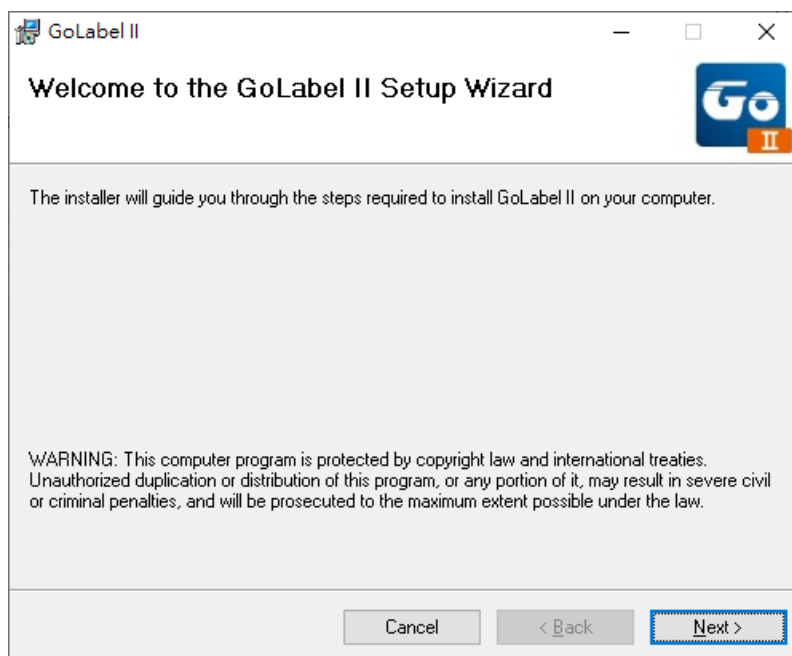 GoLabel II
Welcome to the GoLabel II Setup Wizard
Go
II
The installer will guide you through the steps required to install GoLabel II on your computer.
WARNING: This computer program is protected by copyright law and international treaties.
Unauthorized duplication or distribution of this program, or any portion of it, may result in severe civil
or criminal penalties, and will be prosecuted to the maximum extent possible under the law.
Cancel
< Back
Next >